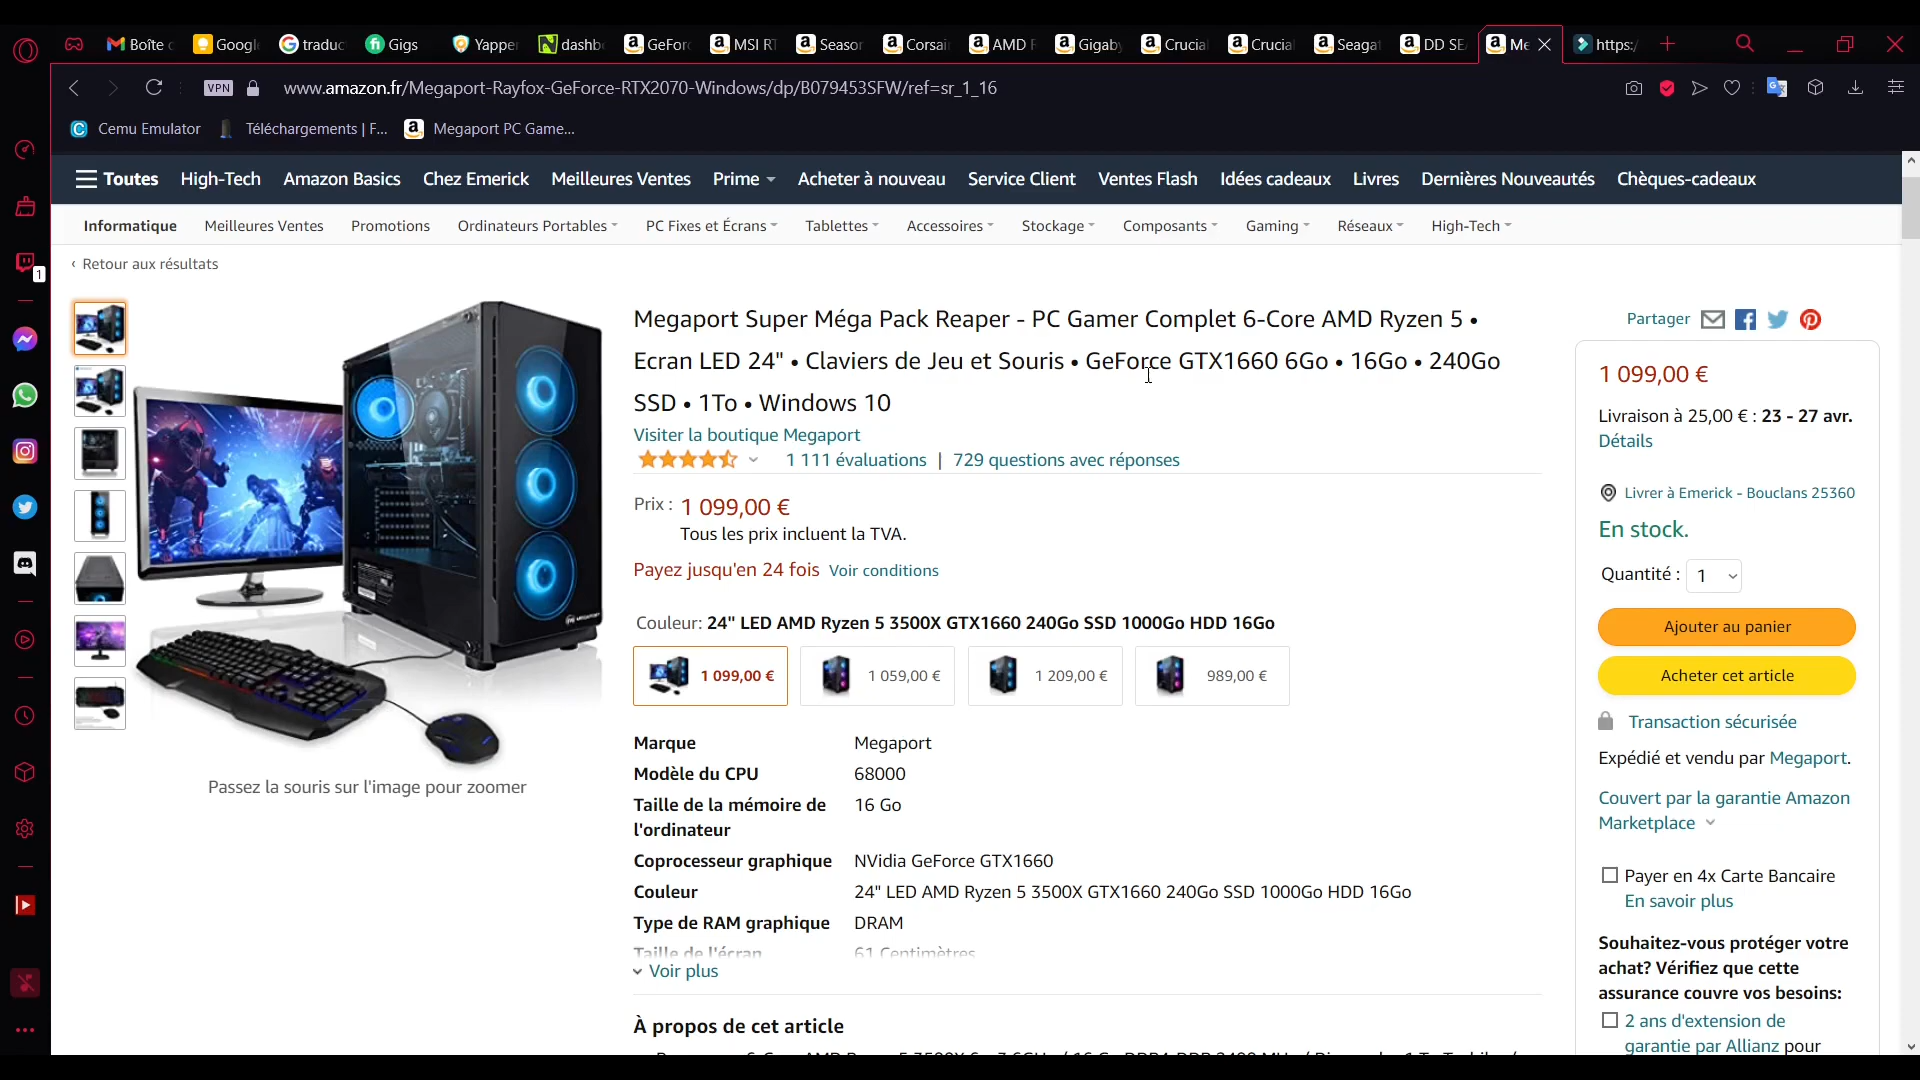 Boîte
Googl
traduc
Gigs
Yapper
dashb
GeFor
MSI RT
Season
Corsai
AMD
Gigaby
Crucia
Crucia
Seagat
DD SE
Me
https:/
VPN
www.amazon.fr/Megaport-Rayfox-GeForce-RTX2070-Windows/dp/B079453SFW/ref=sr_1_16
Cemu Emulator
Téléchargements | F...
Megaport PC Game...
Toutes
High-Tech
Amazon Basics
Chez Emerick
Meilleures Ventes
Prime
Acheter à nouveau
Service Client
Ventes Flash
Idées cadeaux
Livres
Dernières Nouveautés
Chèques-cadeaux
Informatique
Meilleures Ventes
Promotions
Ordinateurs Portables
PC Fixes et Écrans
Tablettes
Accessoires
Stockage
Composants
Gaming
Réseaux
High-Tech
‹ Retour aux résultats
1
Passez la souris sur l'image pour zoomer
Megaport Super Méga Pack Reaper - PC Gamer Complet 6-Core AMD Ryzen 5 •
Ecran LED 24" • Claviers de Jeu et Souris • GeForce GTX1660 6Go • 16Go • 240Go
SSD • 1To • Windows 10
Visiter la boutique Megaport
1 111 évaluations | 729 questions avec réponses
Prix : 1 099,00 €
Tous les prix incluent la TVA.
Payez jusqu'en 24 fois Voir conditions
Couleur: 24" LED AMD Ryzen 5 3500X GTX1660 240Go SSD 1000Go HDD 16Go
1 099,00 €
1 059,00 €
1 209,00 €
989,00 €
Marque Megaport
Modèle du CPU 68000
Taille de la mémoire de 16 Go
l'ordinateur
Coprocesseur graphique NVidia GeForce GTX1660
Couleur 24" LED AMD Ryzen 5 3500X GTX1660 240Go SSD 1000Go HDD 16Go
Type de RAM graphique DRAM
Taille de l'écran 61 Centimètres
Voir plus
À propos de cet article
Partager
1 099,00 €
Livraison à 25,00 € : 23 - 27 avr.
Détails
Livrer à Emerick - Bouclans 25360
En stock.
Quantité : 1
Ajouter au panier
Acheter cet article
Transaction sécurisée
Expédié et vendu par Megaport.
Couvert par la garantie Amazon
Marketplace
Payer en 4x Carte Bancaire
En savoir plus
Souhaitez-vous protéger votre
achat? Vérifiez que cette
assurance couvre vos besoins:
2 ans d'extension de
garantie par Allianz pour